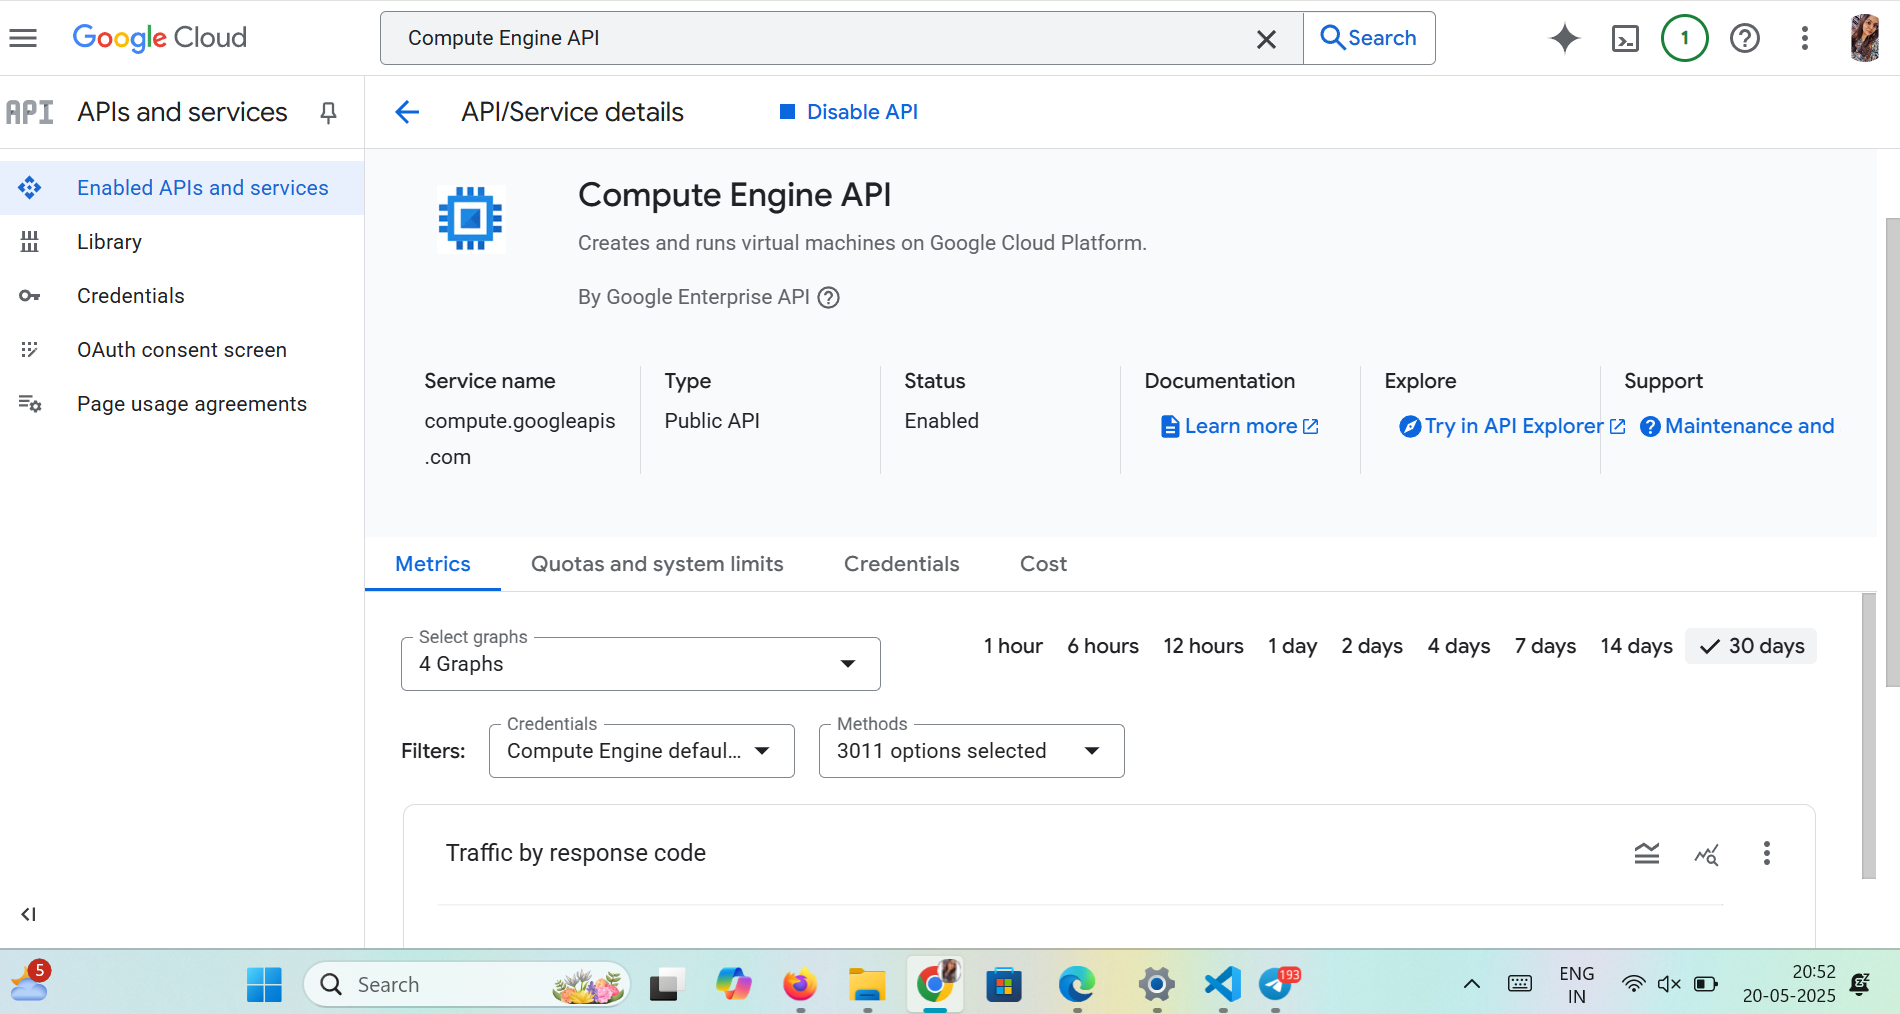 Google Cloud
Compute Engine API
Search
1
API
APIs and services
API/Service details
Disable API
Enabled APIs and services
Library
Credentials
OAuth consent screen
Page usage agreements
Compute Engine API
Creates and runs virtual machines on Google Cloud Platform.
By Google Enterprise API
Service name
compute.googleapis
.com
Type
Public API
Status
Enabled
Documentation
Learn more
Explore
Try in API Explorer
Support
Maintenance and
Metrics
Quotas and system limits
Credentials
Cost
Select graphs
4 Graphs
1 hour
6 hours
12 hours
1 day
2 days
4 days
7 days
14 days
30 days
Filters:
Credentials
Compute Engine defaul...
Methods
3011 options selected
Traffic by response code
5
Search
193
ENG
IN
20:52
20-05-2025